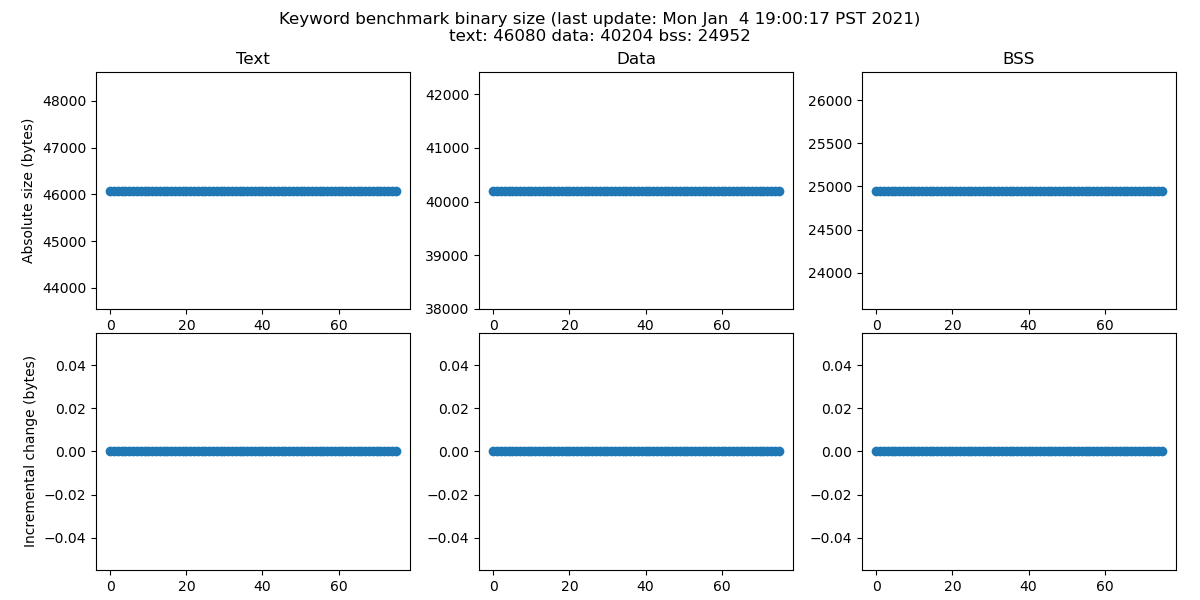 Keyword benchmark binary size (last update: Mon Jan  4 19:00:17 PST 2021)
text: 46080 data: 40204 bss: 24952
Text
Data
BSS
Absolute size (bytes)
48000
47000
46000
45000
44000
0 20 40 60
42000
41000
40000
39000
38000
0 20 40 60
26000
25500
25000
24500
24000
0 20 40 60
Incremental change (bytes)
0.04
0.02
0.00
−0.02
−0.04
0 20 40 60
0.04
0.02
0.00
−0.02
−0.04
0 20 40 60
0.04
0.02
0.00
−0.02
−0.04
0 20 40 60